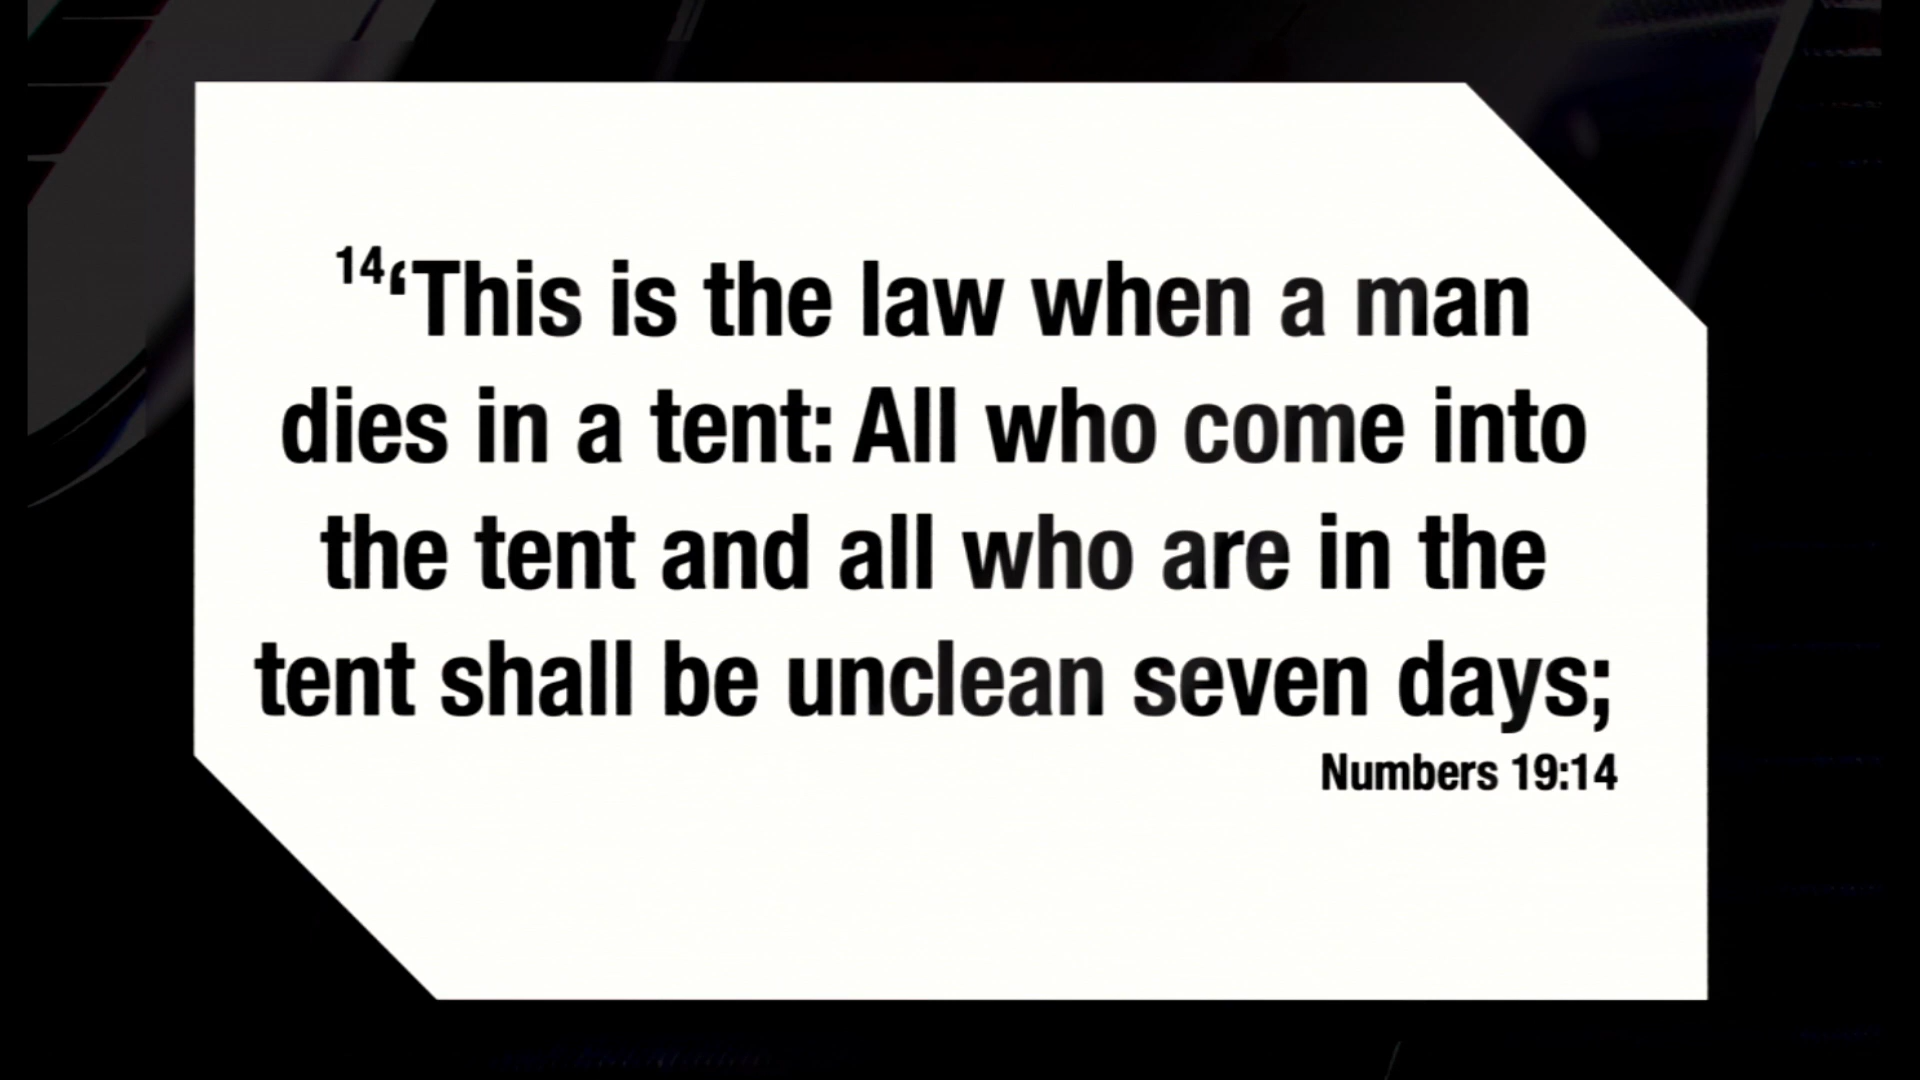 14‘This is the law when a man
dies in a tent: All who come into
the tent and all who are in the
tent shall be unclean seven days;
Numbers 19:14